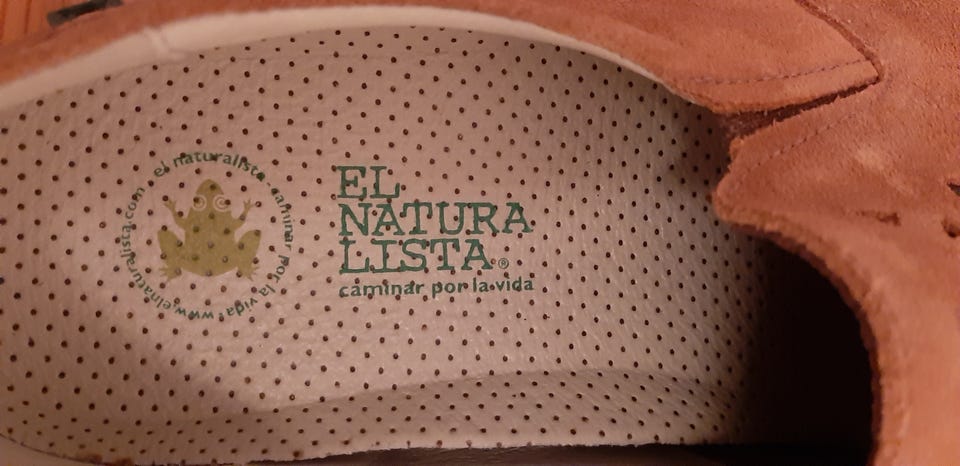 el naturalista · caminar por la vida · www.elnaturalista.com
EL
NATURA
LISTA®
caminar por la vida